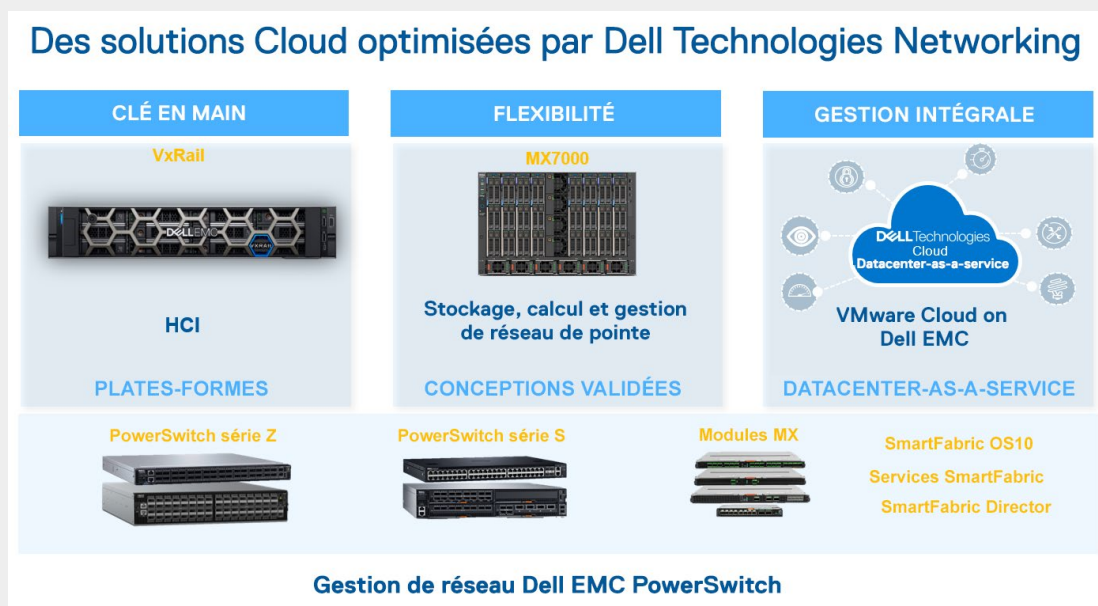 Des solutions Cloud optimisées par Dell Technologies Networking
CLÉ EN MAIN
VxRail
DELLEMC
VXRAIL
HCI
PLATES-FORMES
FLEXIBILITÉ
MX7000
Stockage, calcul et gestion
de réseau de pointe
CONCEPTIONS VALIDÉES
GESTION INTÉGRALE
DELLTechnologies
Cloud
Datacenter-as-a-service
VMware Cloud on
Dell EMC
DATACENTER-AS-A-SERVICE
PowerSwitch série Z
PowerSwitch série S
Modules MX
SmartFabric OS10
Services SmartFabric
SmartFabric Director
Gestion de réseau Dell EMC PowerSwitch